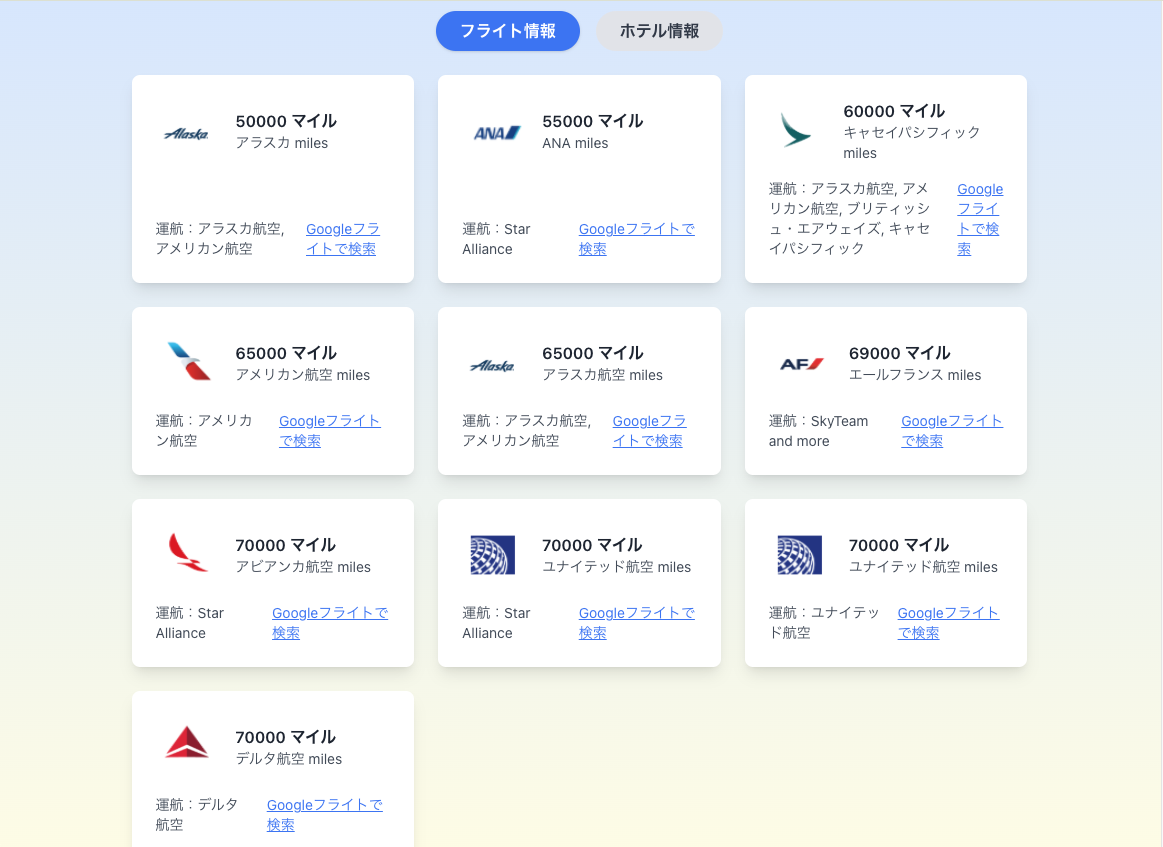 フライト情報
ホテル情報
Alaska
50000 マイル
アラスカ miles
運航：アラスカ航空,
アメリカン航空
Googleフラ
イトで検索
ANA
55000 マイル
ANA miles
運航：Star
Alliance
Googleフライトで
検索
60000 マイル
キャセイパシフィック
miles
運航：アラスカ航空, アメ
リカン航空, ブリティッシ
ュ・エアウェイズ, キャセ
イパシフィック
Google
フライ
トで検
索
65000 マイル
アメリカン航空 miles
運航：アメリカ
ン航空
Googleフライト
で検索
Alaska
65000 マイル
アラスカ航空 miles
運航：アラスカ航空,
アメリカン航空
Googleフラ
イトで検索
AF
69000 マイル
エールフランス miles
運航：SkyTeam
and more
Googleフライト
で検索
70000 マイル
アビアンカ航空 miles
運航：Star
Alliance
Googleフライトで
検索
70000 マイル
ユナイテッド航空 miles
運航：Star
Alliance
Googleフライトで
検索
70000 マイル
ユナイテッド航空 miles
運航：ユナイテッ
ド航空
Googleフライト
で検索
70000 マイル
デルタ航空 miles
運航：デルタ
航空
Googleフライトで
検索